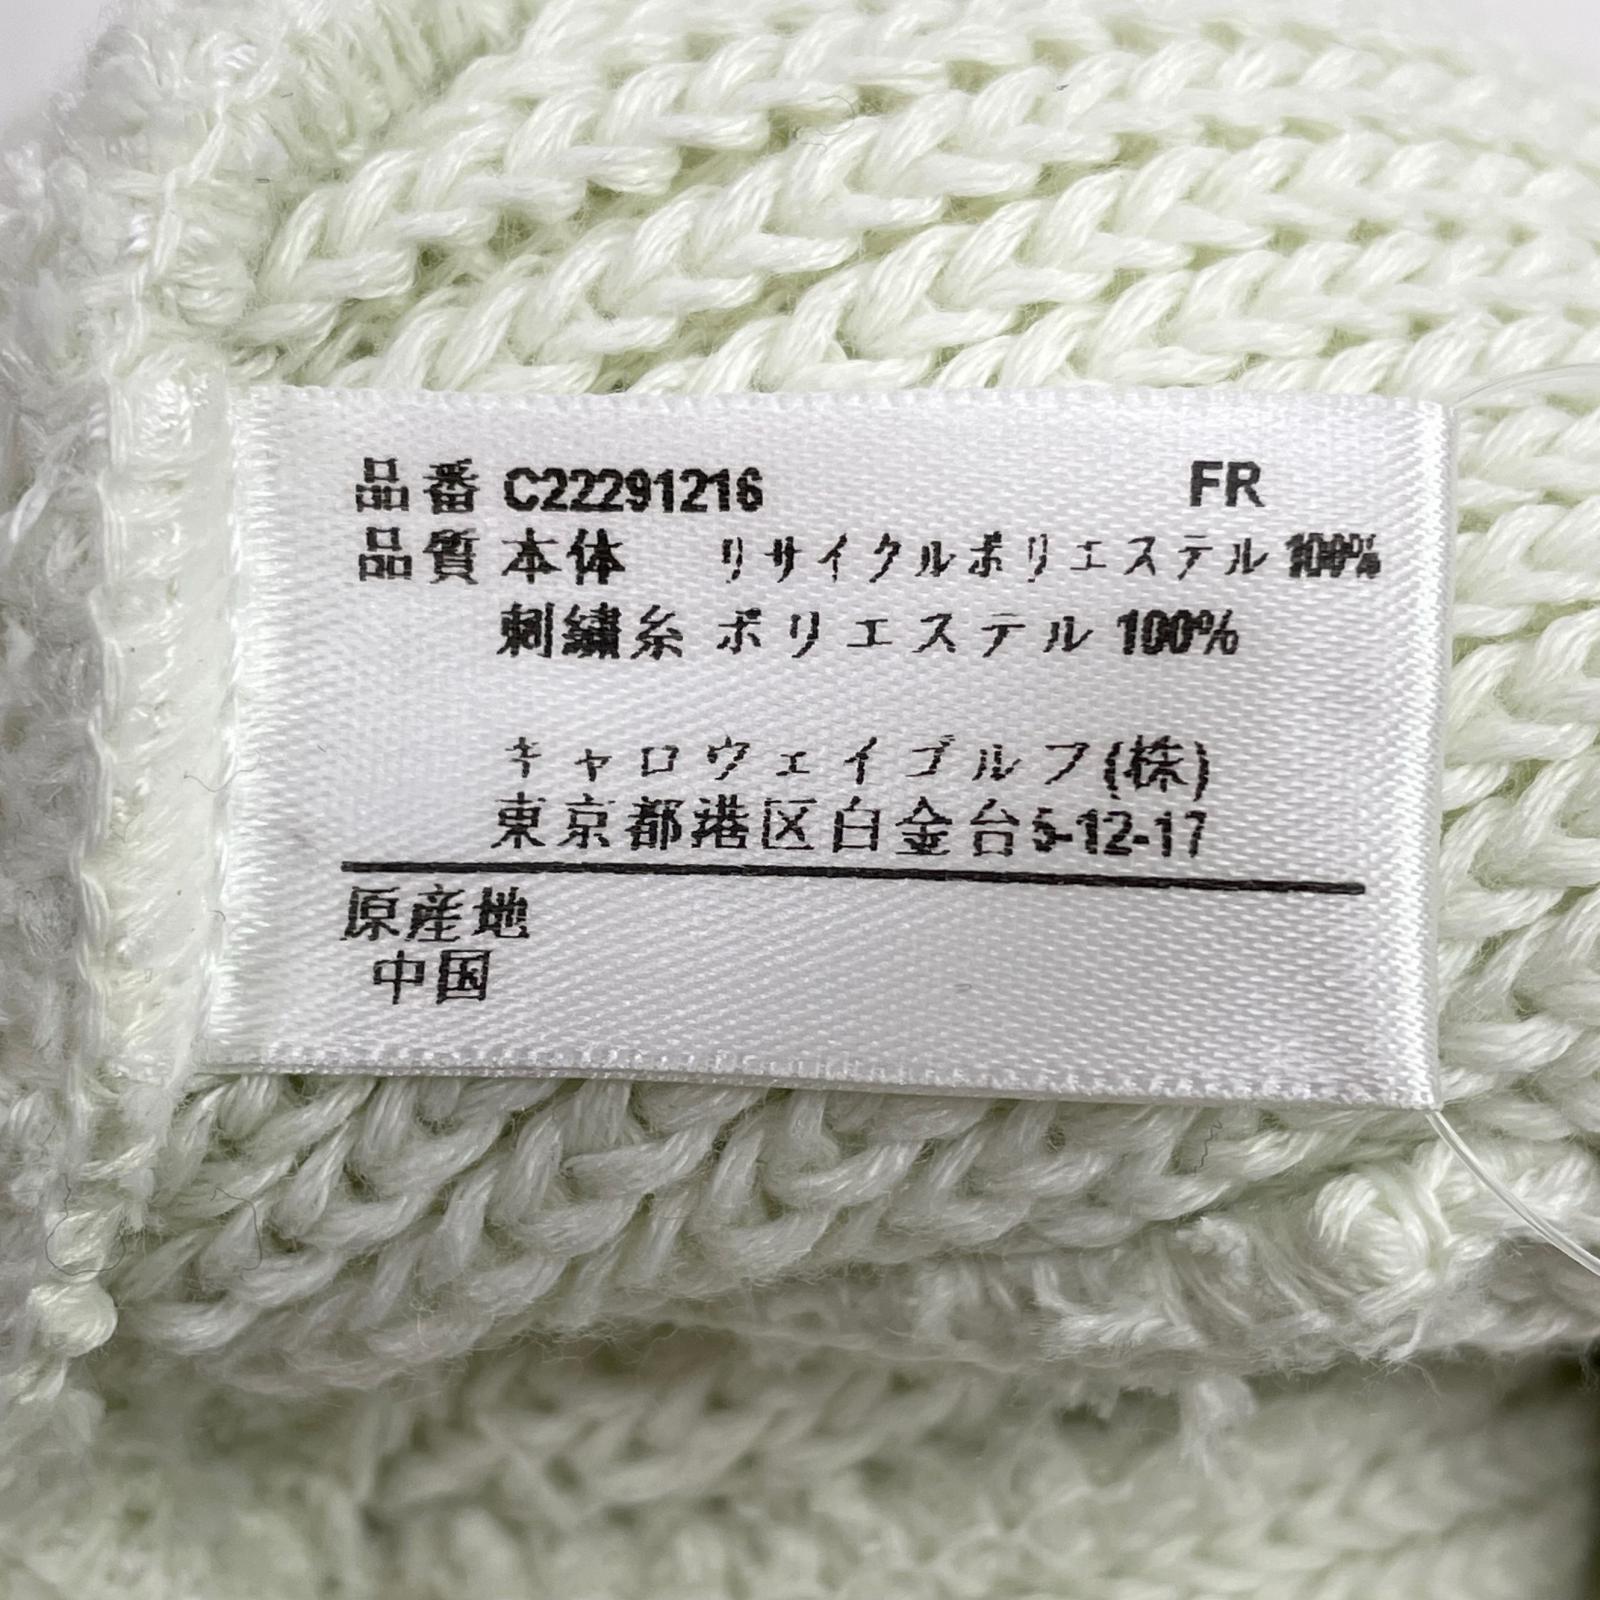 品番 C22291216 FR
品質 本体 リサイクルポリエステル 100%
刺繍糸 ポリエステル 100%
キャロウェイゴルフ(株)
東京都港区白金台5-12-17
原産地
中国